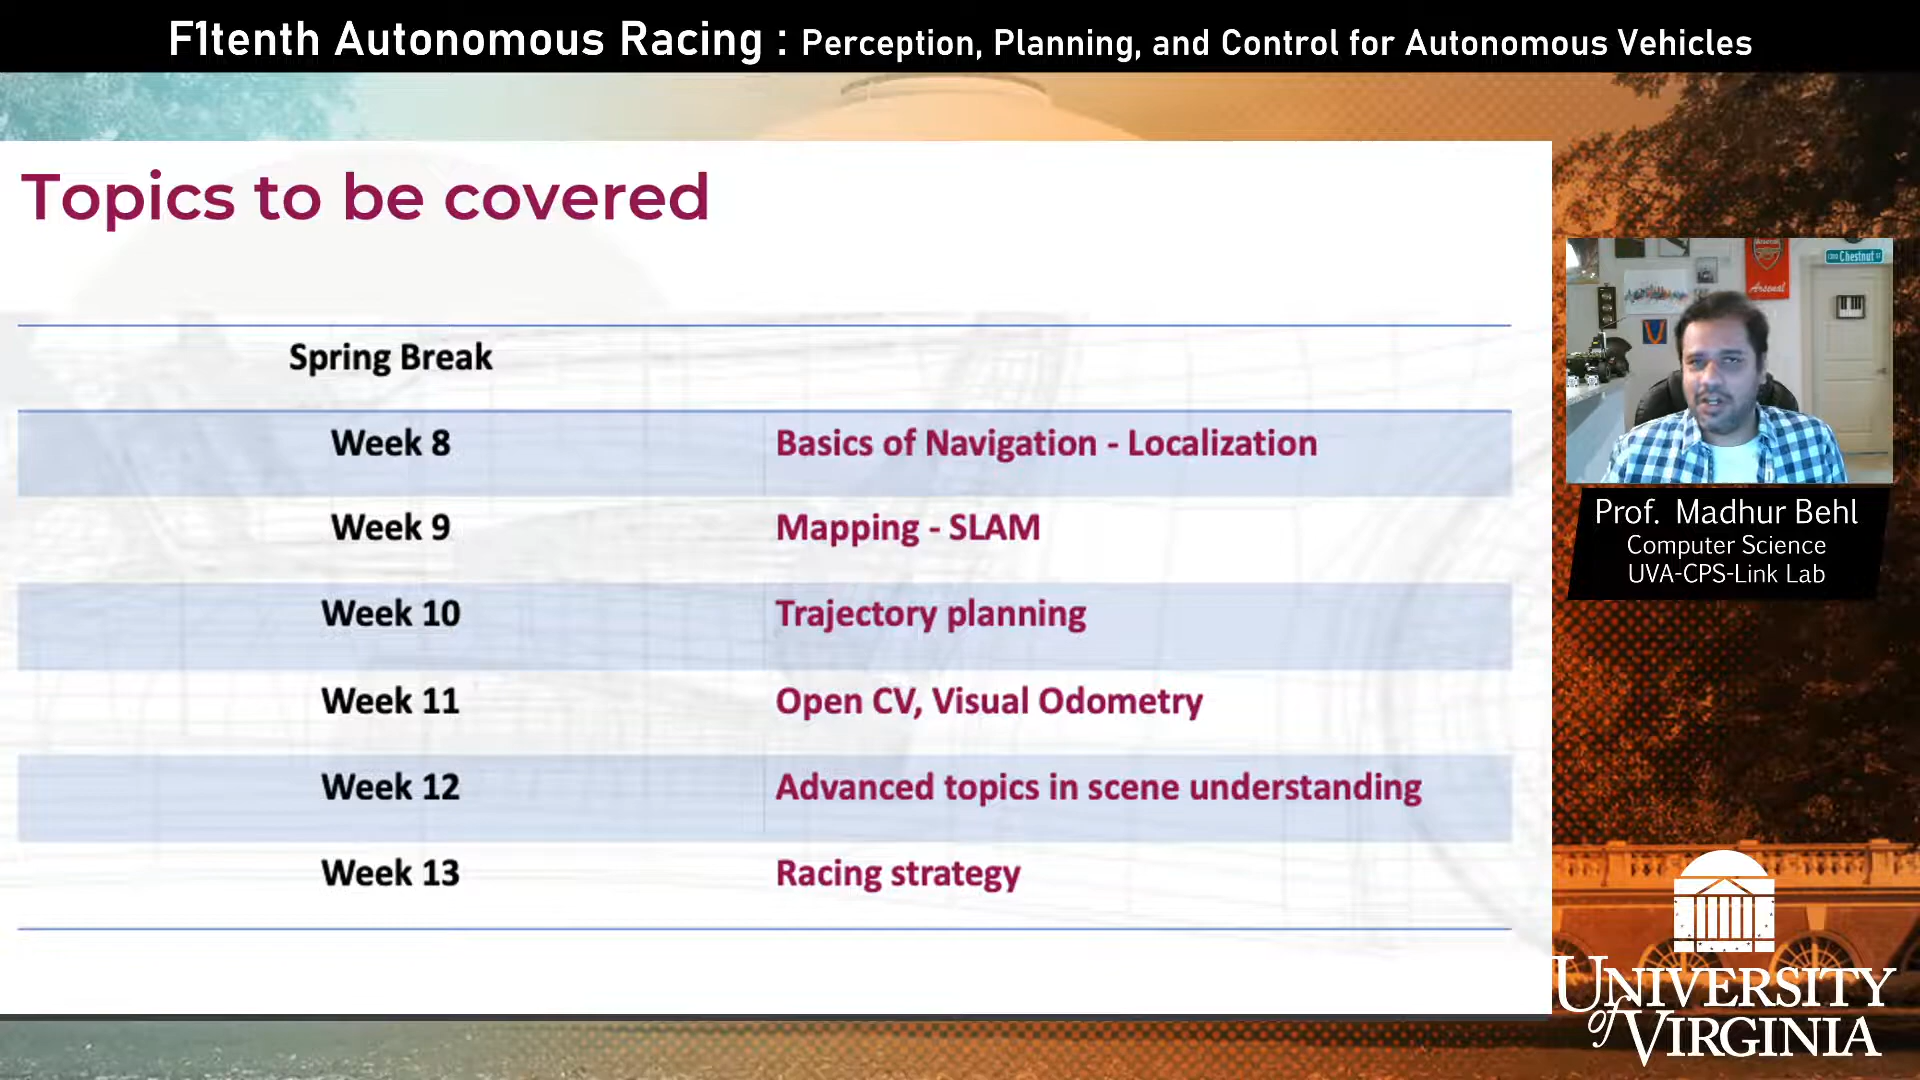 F1tenth Autonomous Racing : Perception, Planning, and Control for Autonomous Vehicles
Topics to be covered
Spring Break
Week 8 Basics of Navigation - Localization
Week 9 Mapping - SLAM
Week 10 Trajectory planning
Week 11 Open CV, Visual Odometry
Week 12 Advanced topics in scene understanding
Week 13 Racing strategy
Chestnut
Arsenal
Prof. Madhur Behl
Computer Science
UVA-CPS-Link Lab
UNIVERSITY
of VIRGINIA